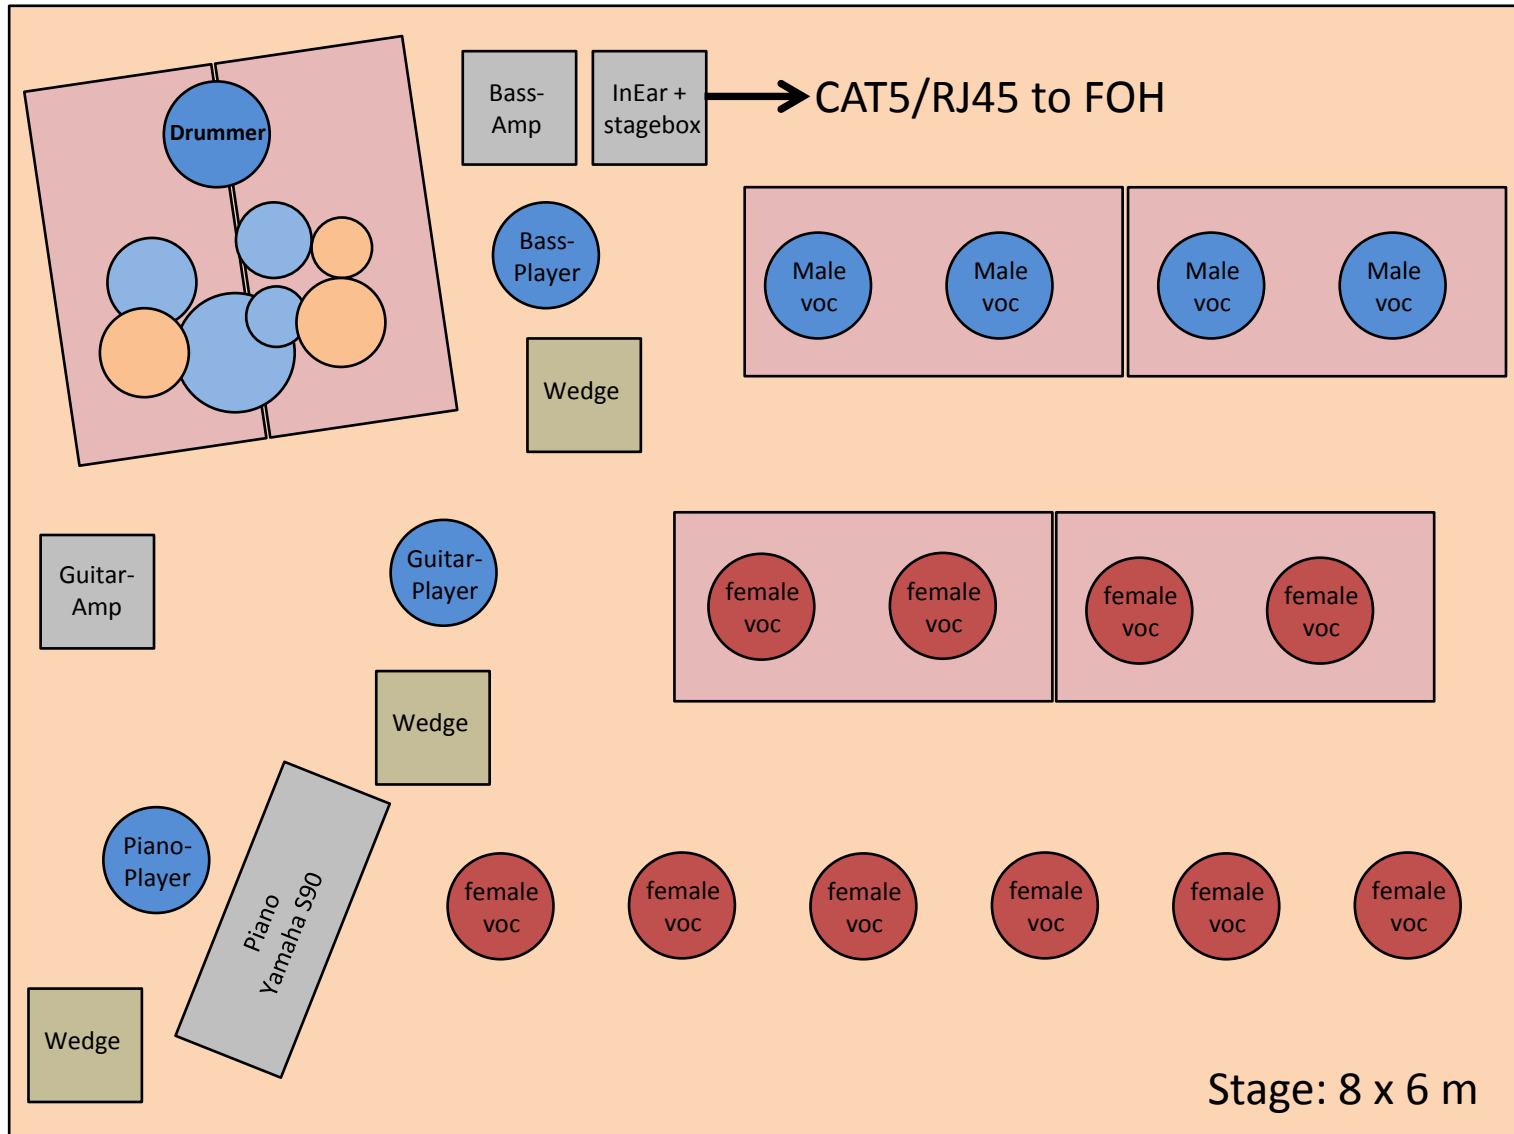 Drummer
Bass-
Amp
InEar +
stagebox
CAT5/RJ45 to FOH
Bass-
Player
Male
voc
Male
voc
Male
voc
Male
voc
Wedge
Guitar-
Amp
Guitar-
Player
female
voc
female
voc
female
voc
female
voc
Wedge
Piano-
Player
Piano
Yamaha S90
female
voc
female
voc
female
voc
female
voc
female
voc
female
voc
Wedge
Stage: 8 x 6 m